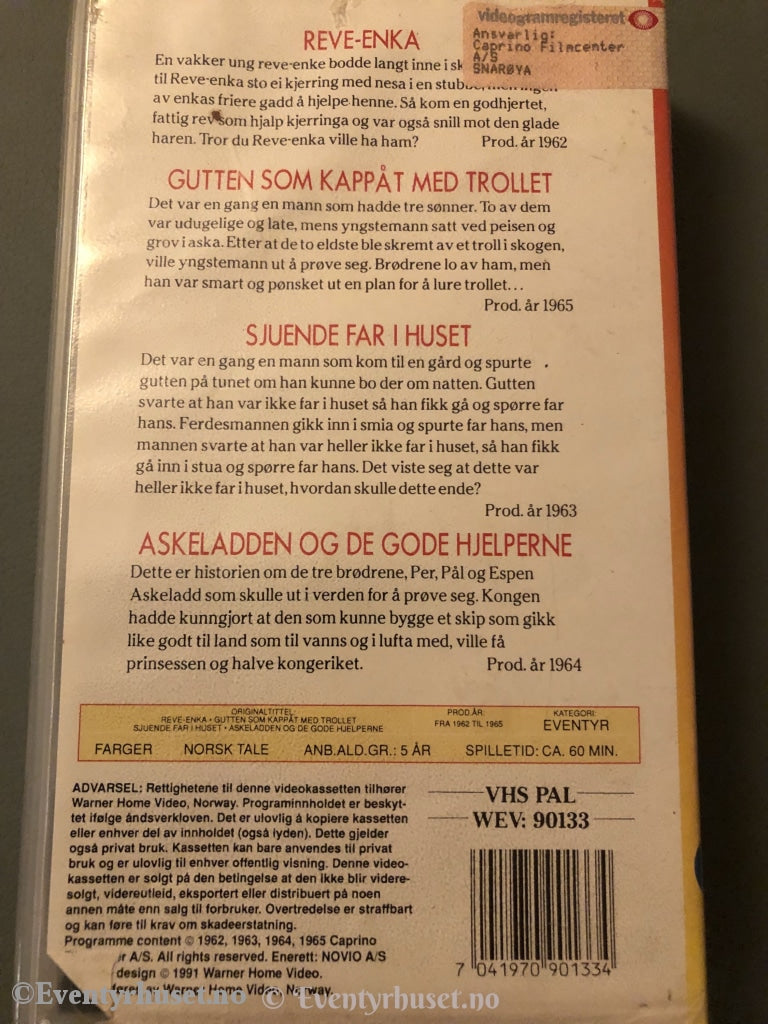 videogramregisteret
Ansvarlig:
Caprino Filmcenter
A/S
SNARØYA
REVE-ENKA
En vakker ung reve-enke bodde langt inne i
til Reve-enka sto ei kjerring med nesa i en
av enkas friere gadd å hjelpe henne. Så kom en godhjertet,
fattig rev som hjalp kjerringa og var også snill mot den glade
haren. Tror du Reve-enka ville ha ham? Prod. år 1962
GUTTEN SOM KAPPÅT MED TROLLET
Det var en gang en mann som hadde tre sønner. To av dem
var udugelige og late, mens yngstemann satt ved peisen og
grov i aska. Etter at de to eldste ble skremt av et troll i skogen,
ville yngstemann ut å prøve seg. Brødrene lo av ham, men
han var smart og pønsket ut en plan for å lure trollet...
Prod. år 1965
SJUENDE FAR I HUSET
Det var en gang en mann som kom til en gård og spurte
gutten på tunet om han kunne bo der om natten. Gutten
svarte at han var ikke far i huset så han fikk gå og spørre far
hans. Ferdesmannen gikk inn i smia og spurte far hans, men
mannen svarte at han var heller ikke far i huset, så han fikk
gå inn i stua og spørre far hans. Det viste seg at dette var
heller ikke far i huset, hvordan skulle dette ende?
Prod. år 1963
ASKELADDEN OG DE GODE HJELPERNE
Dette er historien om de tre brødrene, Per, Pål og Espen
Askeladd som skulle ut i verden for å prøve seg. Kongen
hadde kunngjort at den som kunne bygge et skip som gikk
like godt til land som til vanns og i lufta med, ville få
prinsessen og halve kongeriket. Prod. år 1964
ORIGINALTITTEL:
REVE-ENKA • GUTTEN SOM KAPPÅT MED TROLLET
SJUENDE FAR I HUSET • ASKELADDEN OG DE GODE HJELPERNE
PROD.ÅR:
FRA 1962 TIL 1965
KATEGORI:
EVENTYR
FARGER NORSK TALE ANB.ALD.GR.: 5 ÅR SPILLETID: CA. 60 MIN.
ADVARSEL: Rettighetene til denne videokassetten tilhører
Warner Home Video, Norway. Programinnholdet er beskyt-
tet ifølge åndsverkloven. Det er ulovlig å kopiere kassetten
eller enhver del av innholdet (også lyden). Dette gjelder
også privat bruk. Kassetten kan bare anvendes til privat
bruk og er ulovlig til enhver offentlig visning. Denne video-
kassetten er solgt på den betingelse at den ikke blir videre-
solgt, videreutleid, eksportert eller distribuert på noen
annen måte enn salg til forbruker. Overtredelse er straffbart
og kan føre til krav om skadeerstatning.
Programme content © 1962, 1963, 1964, 1965 Caprino
A/S. All rights reserved. Enerett: NOVIO A/S
design © 1991 Warner Home Video.
Warner Home Video, Norway.
VHS PAL
WEV: 90133
7 041970 901334
©Eventyrhuset.no © Eventyrhuset.no